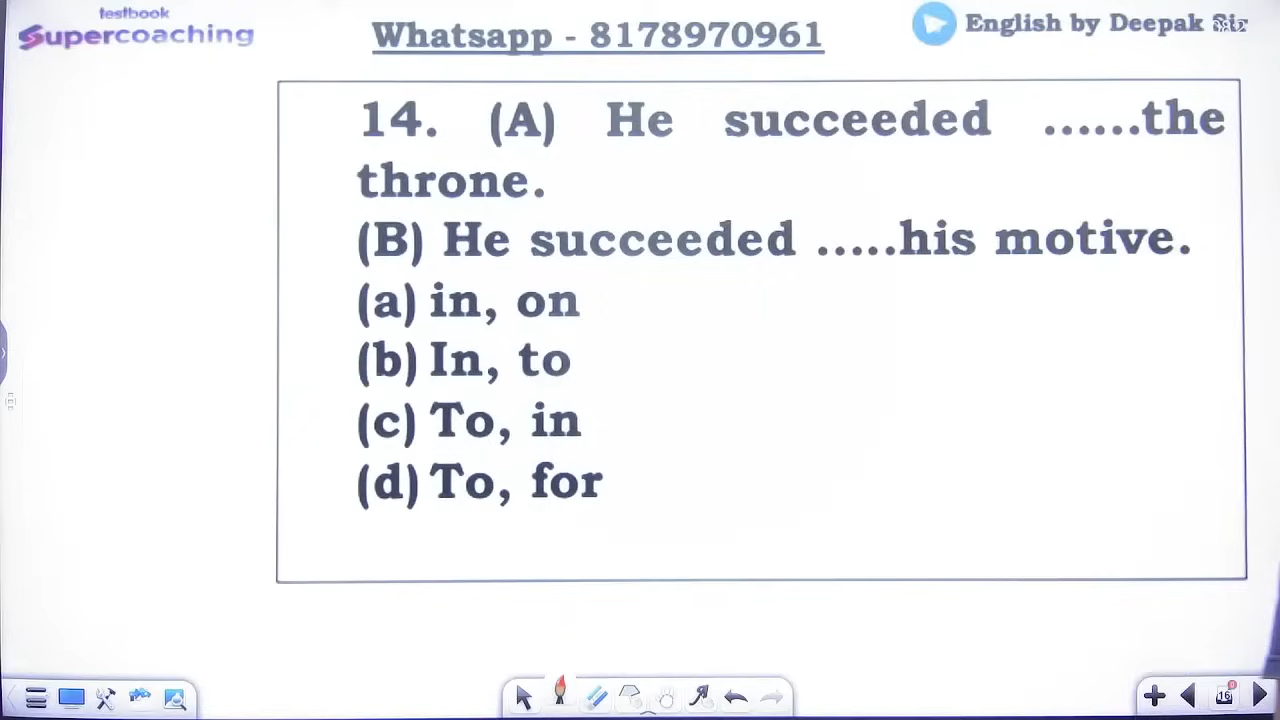 testbook
Supercoaching
Whatsapp - 8178970961
English by Deepak Sir
14. (A) He succeeded ......the
throne.
(B) He succeeded .....his motive.
(a) in, on
(b) In, to
(c) To, in
(d) To, for
16